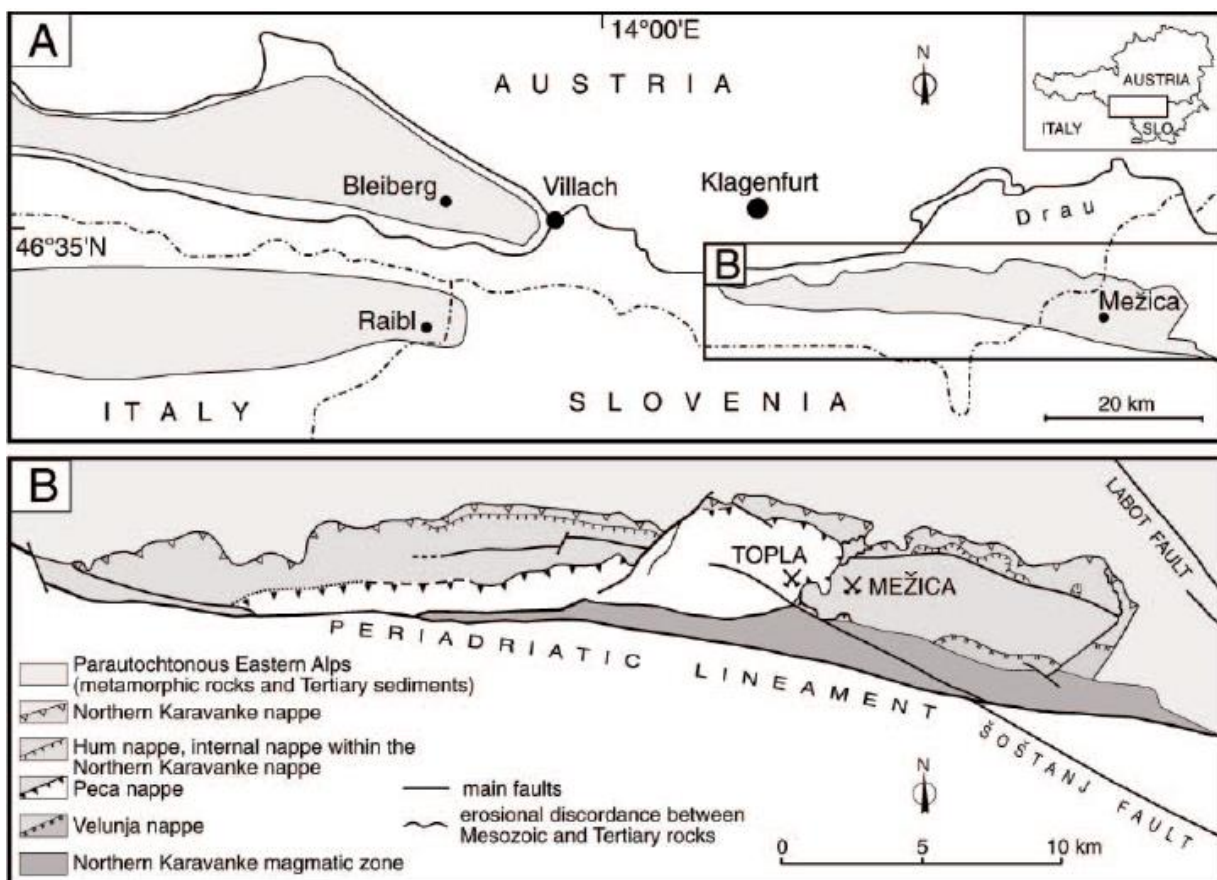 A
14°00'E
N
AUSTRIA
AUSTRIA
ITALY
SLO
Bleiberg
Villach
Klagenfurt
Drau
46°35'N
B
Mežica
Raibl
ITALY
SLOVENIA
20 km
B
LABOT FAULT
TOPLA
MEŽICA
PERIADRIATIC LINEAMENT
ŠOŠTANJ FAULT
Parautochtonous Eastern Alps
(metamorphic rocks and Tertiary sediments)
Northern Karavanke nappe
Hum nappe, internal nappe within the
Northern Karavanke nappe
Peca nappe
Velunja nappe
Northern Karavanke magmatic zone
main faults
erosional discordance between
Mesozoic and Tertiary rocks
N
0 5 10 km